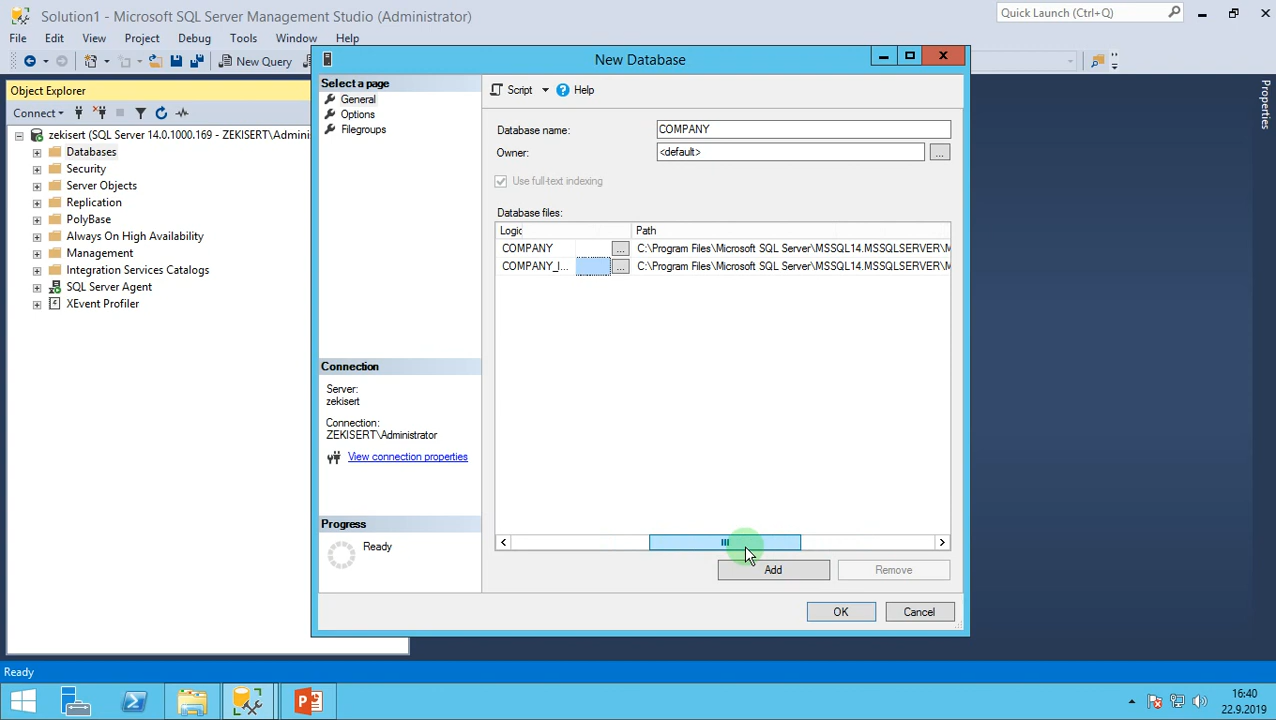 Solution1 - Microsoft SQL Server Management Studio (Administrator)
Quick Launch (Ctrl+Q)
File Edit View Project Debug Tools Window Help
New Query
Object Explorer
Connect
zekisert (SQL Server 14.0.1000.169 - ZEKISERT\Admini
Databases
Security
Server Objects
Replication
PolyBase
Always On High Availability
Management
Integration Services Catalogs
SQL Server Agent
XEvent Profiler
New Database
Select a page
General
Options
Filegroups
Connection
Server:
zekisert
Connection:
ZEKISERT\Administrator
View connection properties
Progress
Ready
Script Help
Database name: COMPANY
Owner: <default> ...
Use full-text indexing
Database files:
Logic Path
COMPANY ... C:\Program Files\Microsoft SQL Server\MSSQL14.MSSQLSERVER\M
COMPANY_l... ... C:\Program Files\Microsoft SQL Server\MSSQL14.MSSQLSERVER\M
Add Remove
OK Cancel
Properties
Ready
16:40
22.9.2019